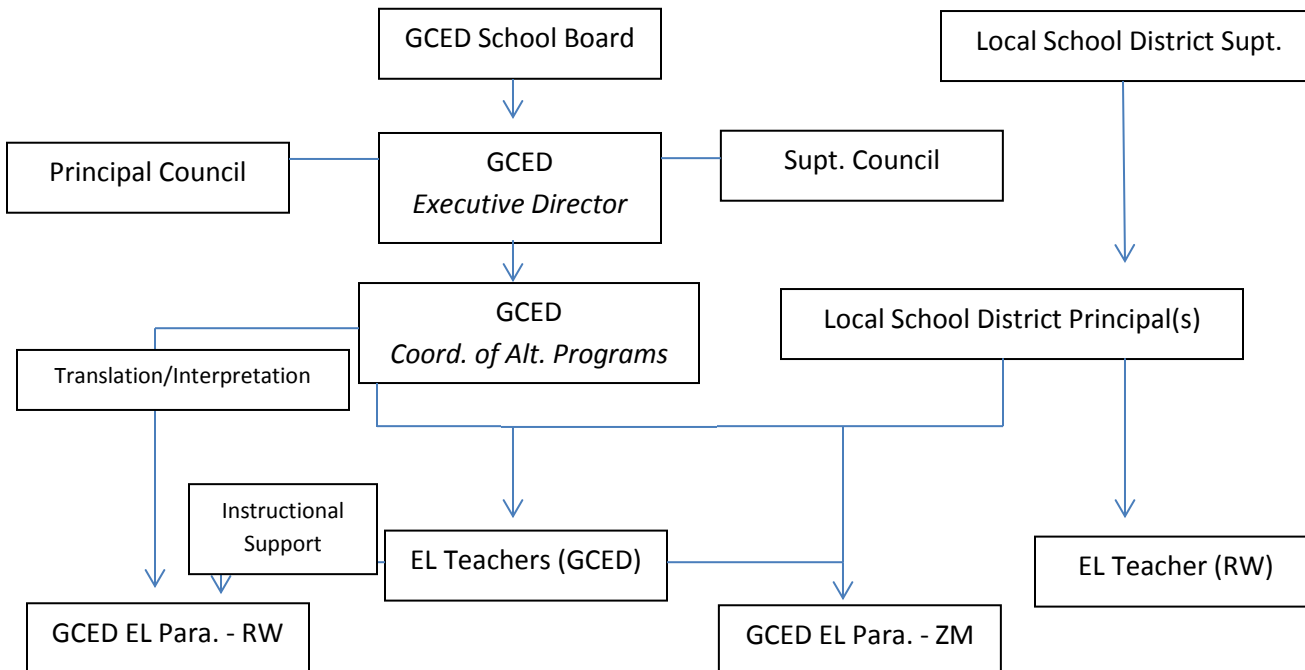 GCED School Board
Local School District Supt.
Principal Council
GCED
Executive Director
Supt. Council
GCED
Coord. of Alt. Programs
Local School District Principal(s)
Translation/Interpretation
Instructional
Support
EL Teachers (GCED)
EL Teacher (RW)
GCED EL Para. - RW
GCED EL Para. - ZM